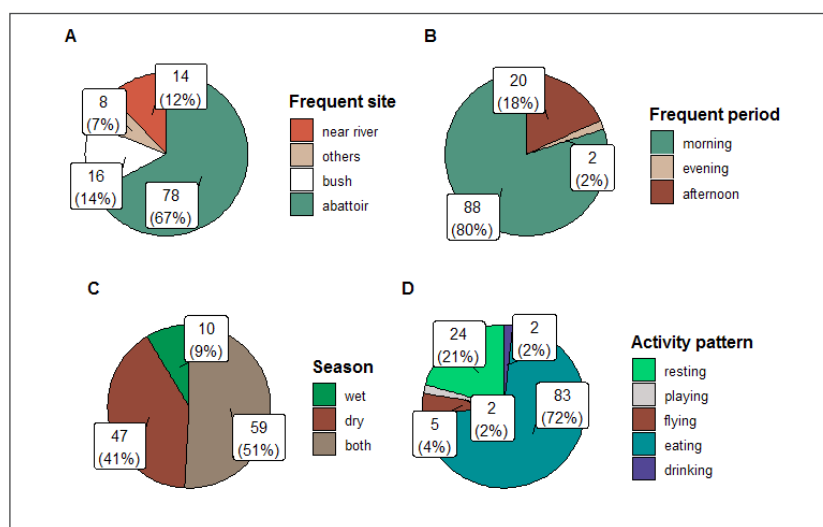 A
14
(12%)
8
(7%)
16
(14%)
78
(67%)
Frequent site
near river
others
bush
abattoir
B
20
(18%)
2
(2%)
88
(80%)
Frequent period
morning
evening
afternoon
C
10
(9%)
47
(41%)
59
(51%)
Season
wet
dry
both
D
24
(21%)
2
(2%)
83
(72%)
5
(4%)
2
(2%)
Activity pattern
resting
playing
flying
eating
drinking